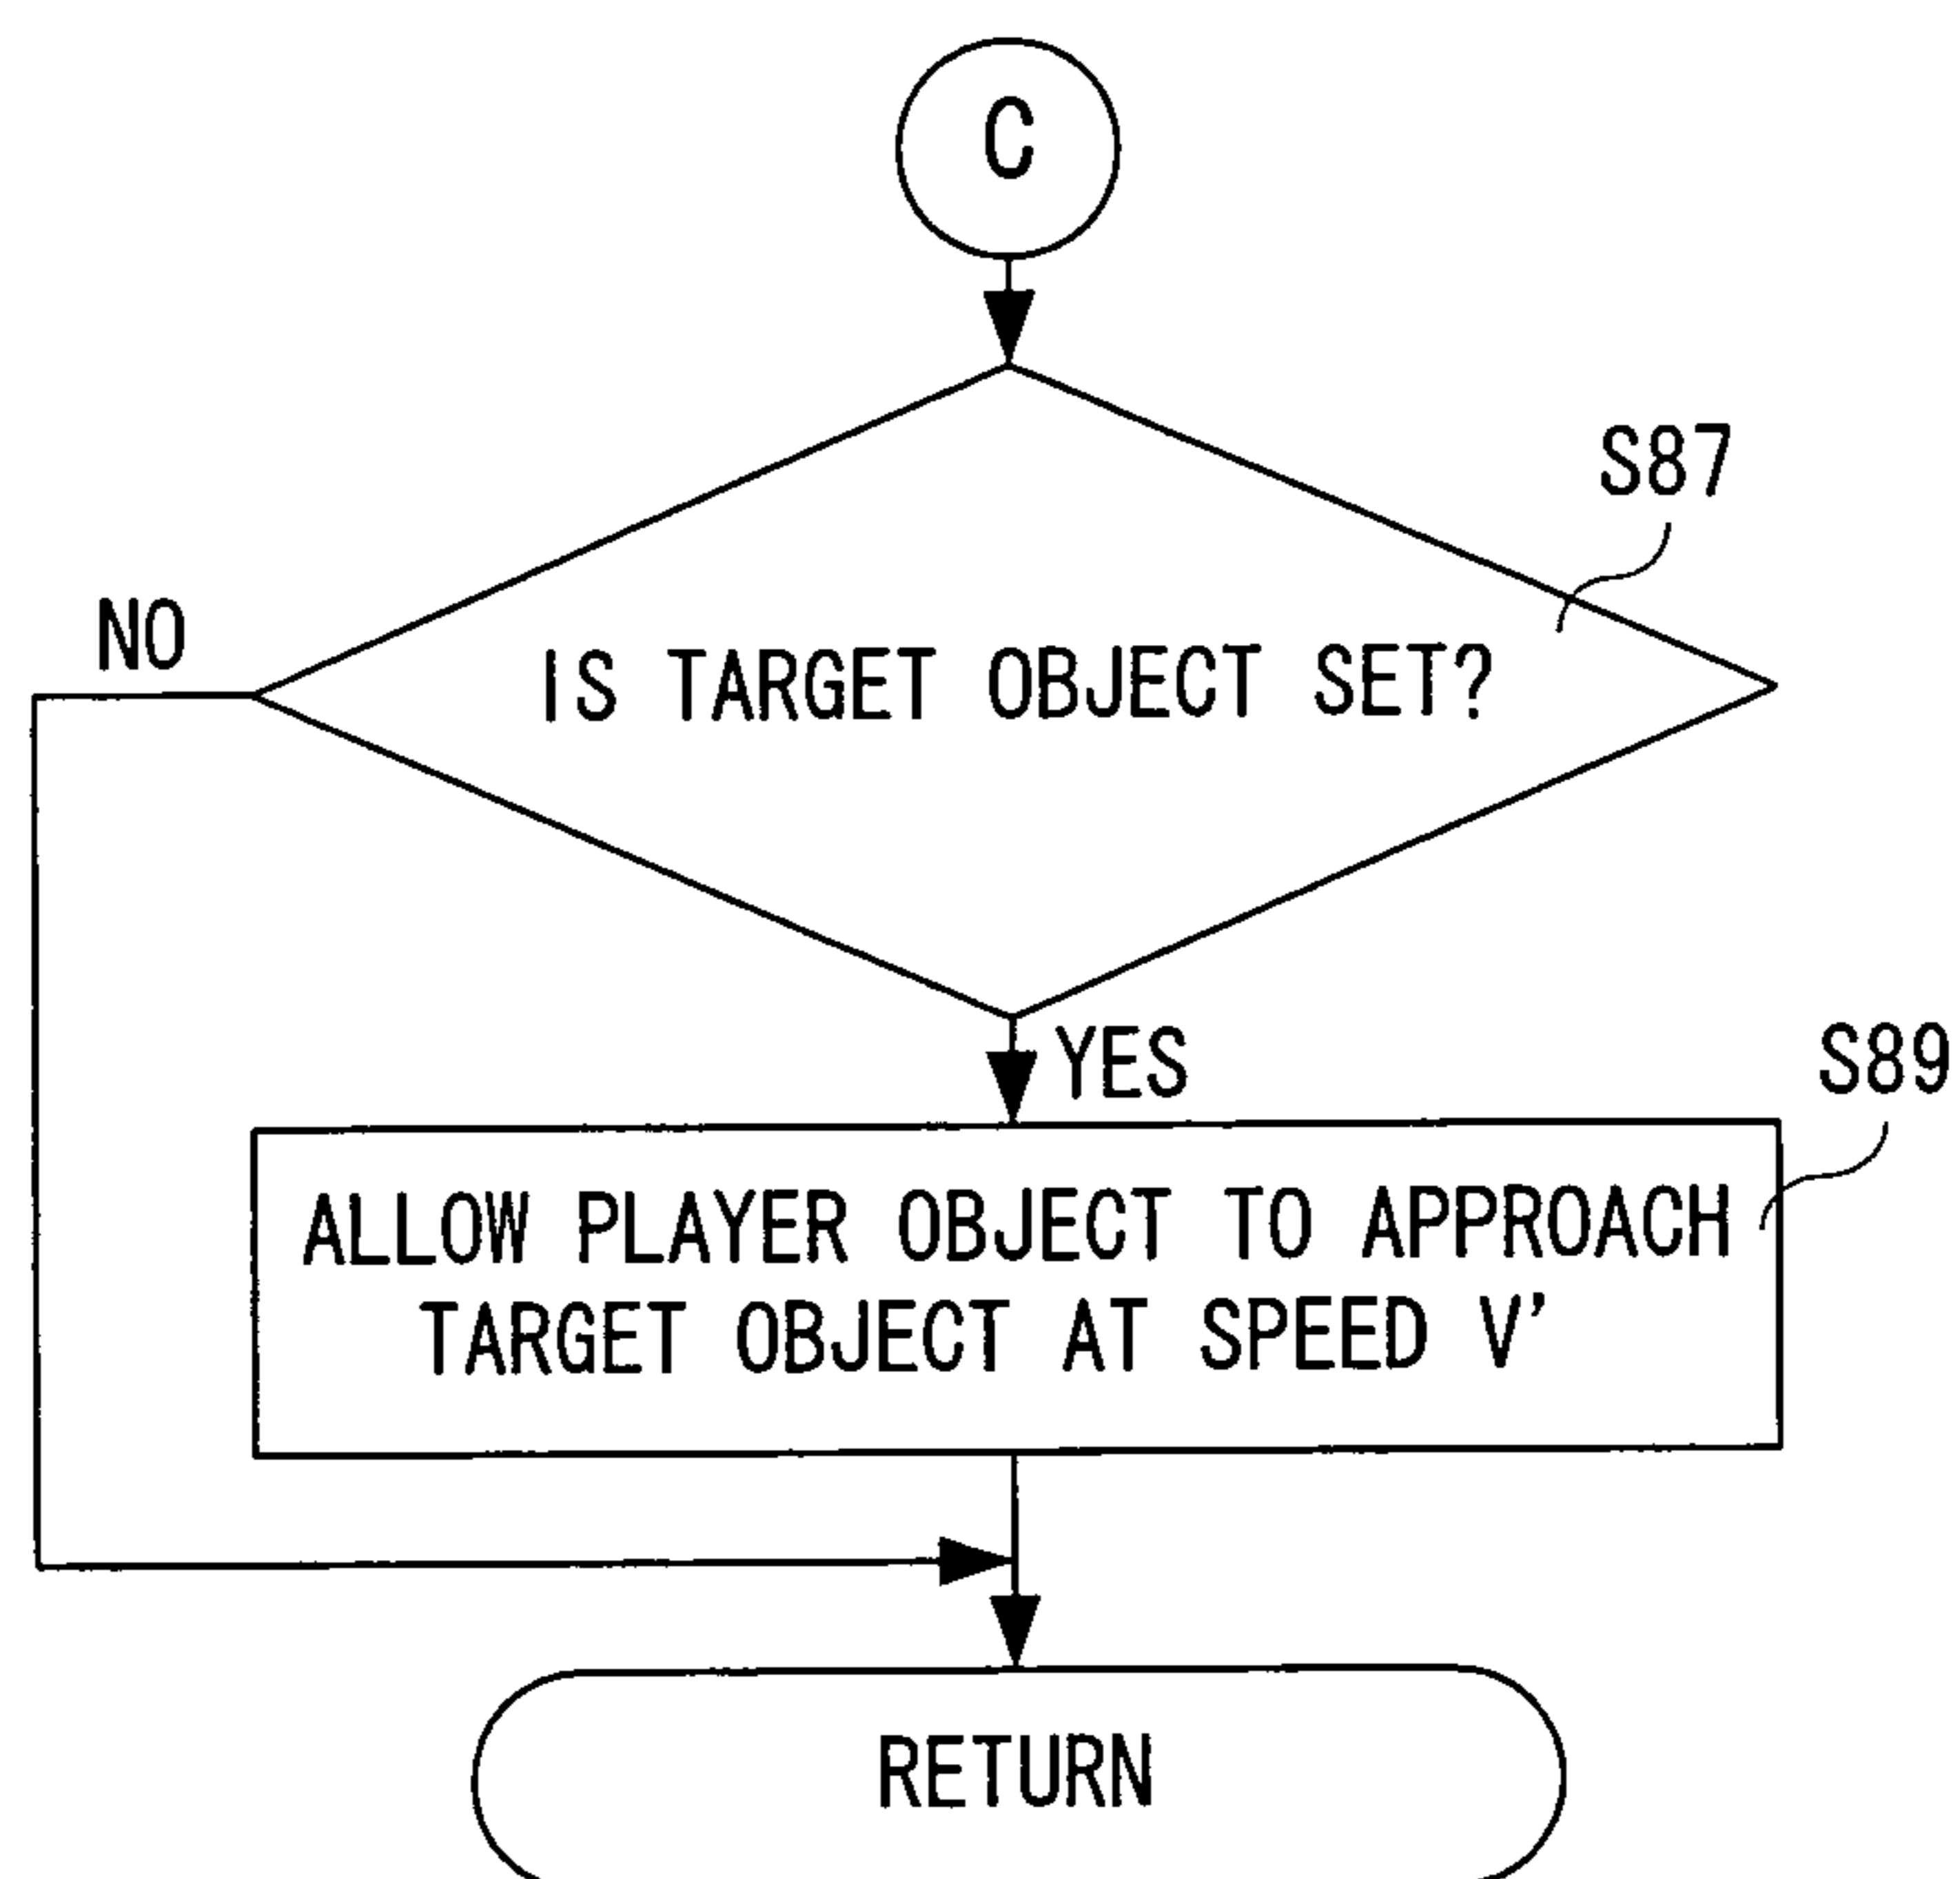 C
S87
NO
IS TARGET OBJECT SET?
YES
S89
ALLOW PLAYER OBJECT TO APPROACH
TARGET OBJECT AT SPEED V'
RETURN